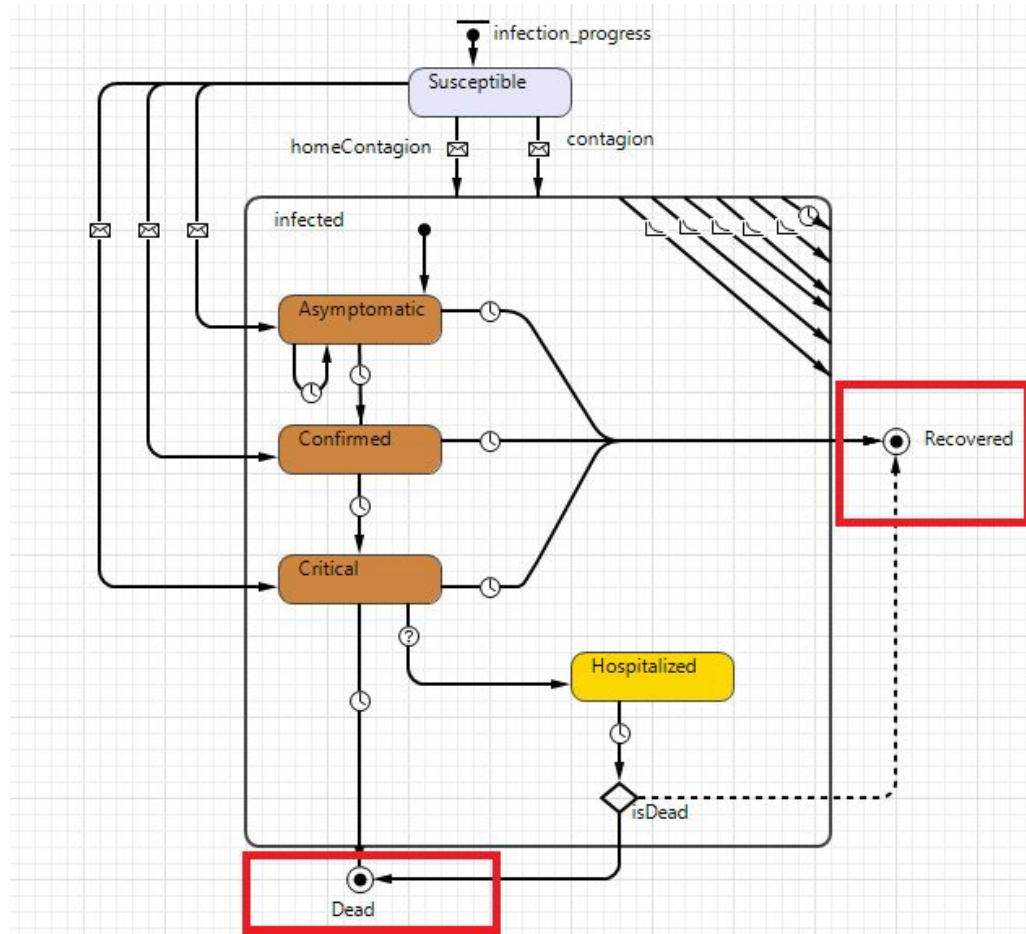 infection_progress
Susceptible
homeContagion
contagion
infected
Asymptomatic
Confirmed
Recovered
Critical
Hospitalized
isDead
Dead